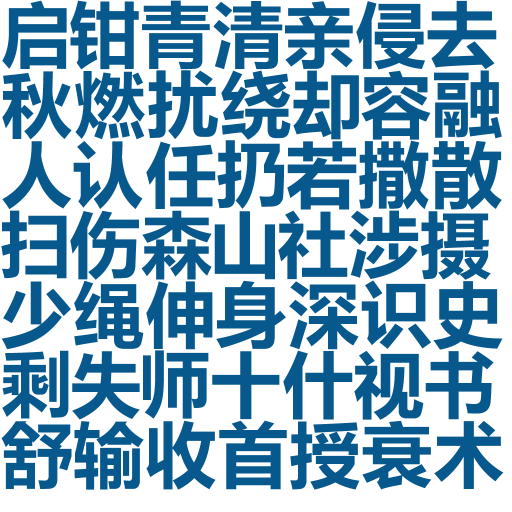 启钳青清亲侵去
秋燃扰绕却容融
人认任扔若撒散
扫伤森山社涉摄
少绳伸身深识史
剩失师十什视书
舒输收首授衰术